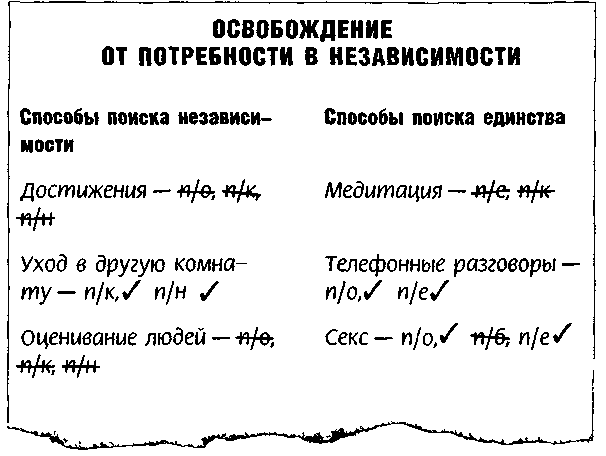 ОСВОБОЖДЕНИЕ
ОТ ПОТРЕБНОСТИ В НЕЗАВИСИМОСТИ
Способы поиска независи-
мости
Достижения — п/о, п/к,
п/н
Уход в другую комна-
ту — п/к,✓ п/н ✓
Оценивание людей — п/о,
п/к, п/н
Способы поиска единства
Медитация — п/е, п/к
Телефонные разговоры —
п/о,✓ п/е✓
Секс — п/о,✓ п/б, п/е✓